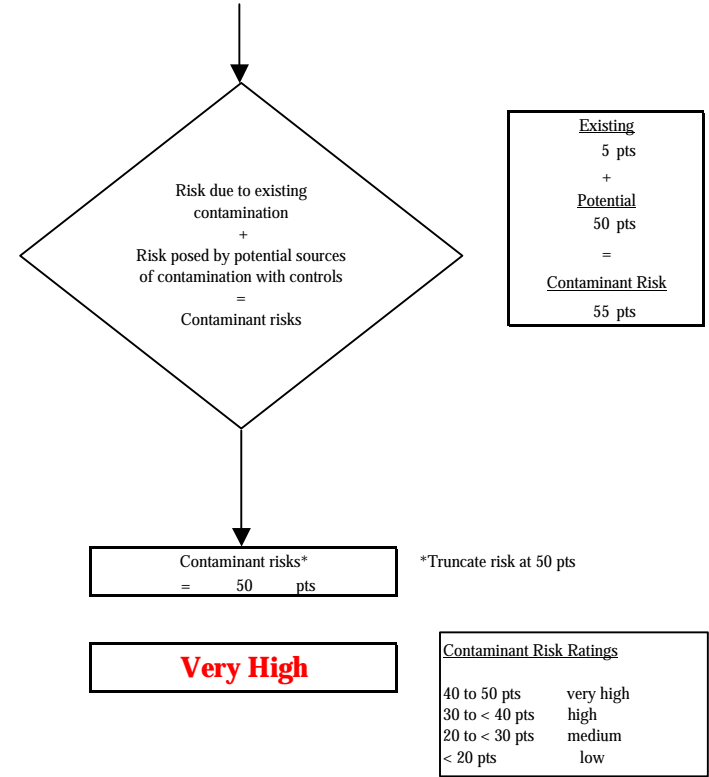 Risk due to existing
contamination
+
Risk posed by potential sources
of contamination with controls
=
Contaminant risks
Existing
5 pts
+
Potential
50 pts
=
Contaminant Risk
55 pts
Contaminant risks*
= 50 pts
*Truncate risk at 50 pts
Very High
Contaminant Risk Ratings
40 to 50 pts very high
30 to < 40 pts high
20 to < 30 pts medium
< 20 pts low